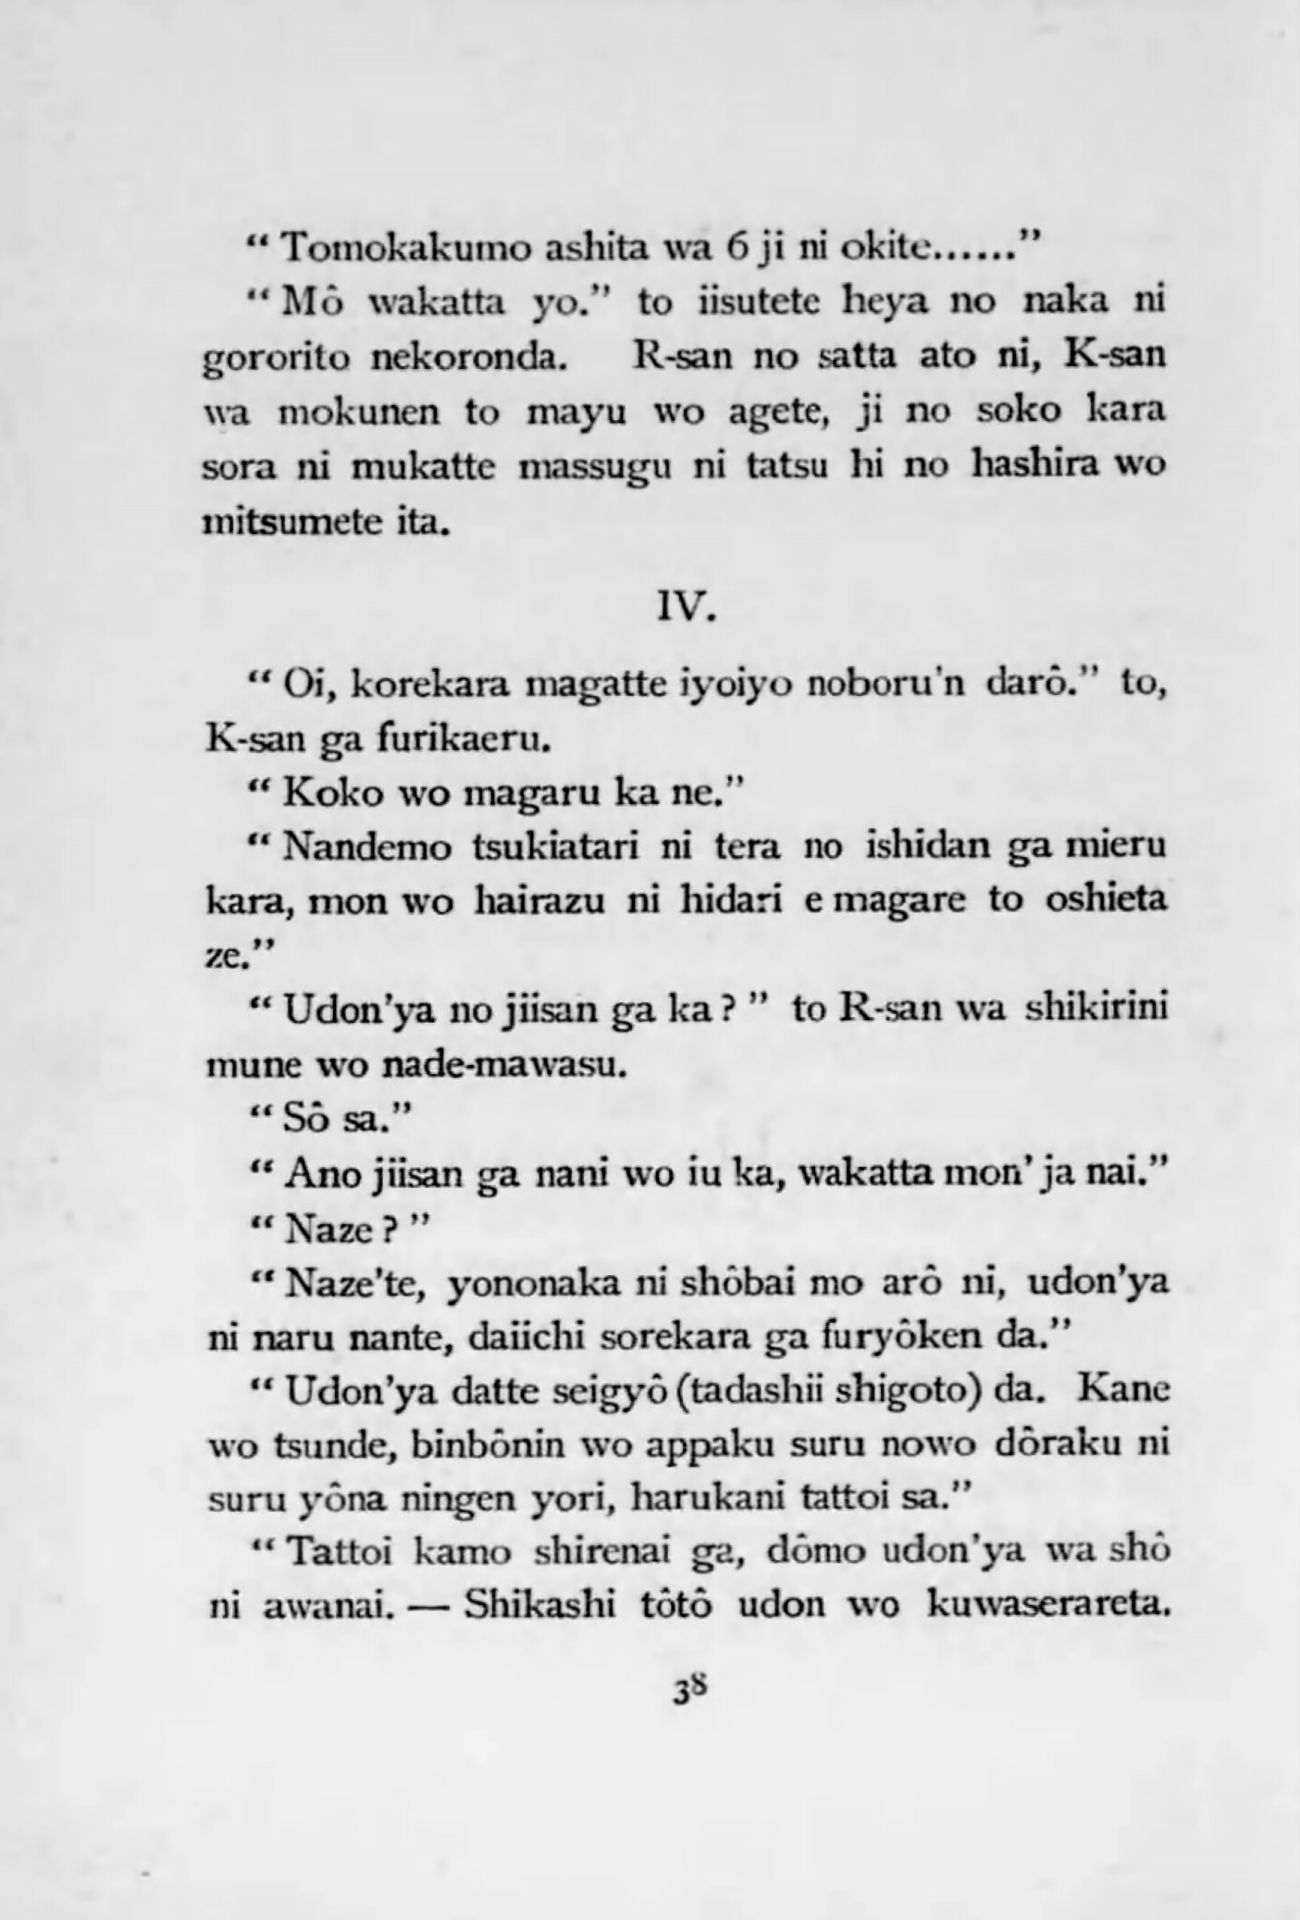 “ Tomokakumo ashita wa 6 ji ni okite......”
“ Mô wakatta yo.” to iisutete heya no naka ni
gororito nekoronda. R-san no satta ato ni, K-san
wa mokunen to mayu wo agete, ji no soko kara
sora ni mukatte massugu ni tatsu hi no hashira wo
mitsumete ita.
IV.
“ Oi, korekara magatte iyoiyo noboru'n darô.” to,
K-san ga furikaeru.
“ Koko wo magaru ka ne.”
“ Nandemo tsukiatari ni tera no ishidan ga mieru
kara, mon wo hairazu ni hidari e magare to oshieta
ze.”
“ Udon'ya no jiisan ga ka ? ” to R-san wa shikirini
mune wo nade-mawasu.
“ Sô sa.”
“ Ano jiisan ga nani wo iu ka, wakatta mon' ja nai.”
“ Naze ? ”
“ Naze'te, yononaka ni shôbai mo arô ni, udon'ya
ni naru nante, daiichi sorekara ga furyôken da.”
“ Udon'ya datte seigyô (tadashii shigoto) da. Kane
wo tsunde, binbônin wo appaku suru nowo dôraku ni
suru yôna ningen yori, harukani tattoi sa.”
“ Tattoi kamo shirenai ga, dômo udon'ya wa shô
ni awanai. — Shikashi tôtô udon wo kuwaserareta.
38